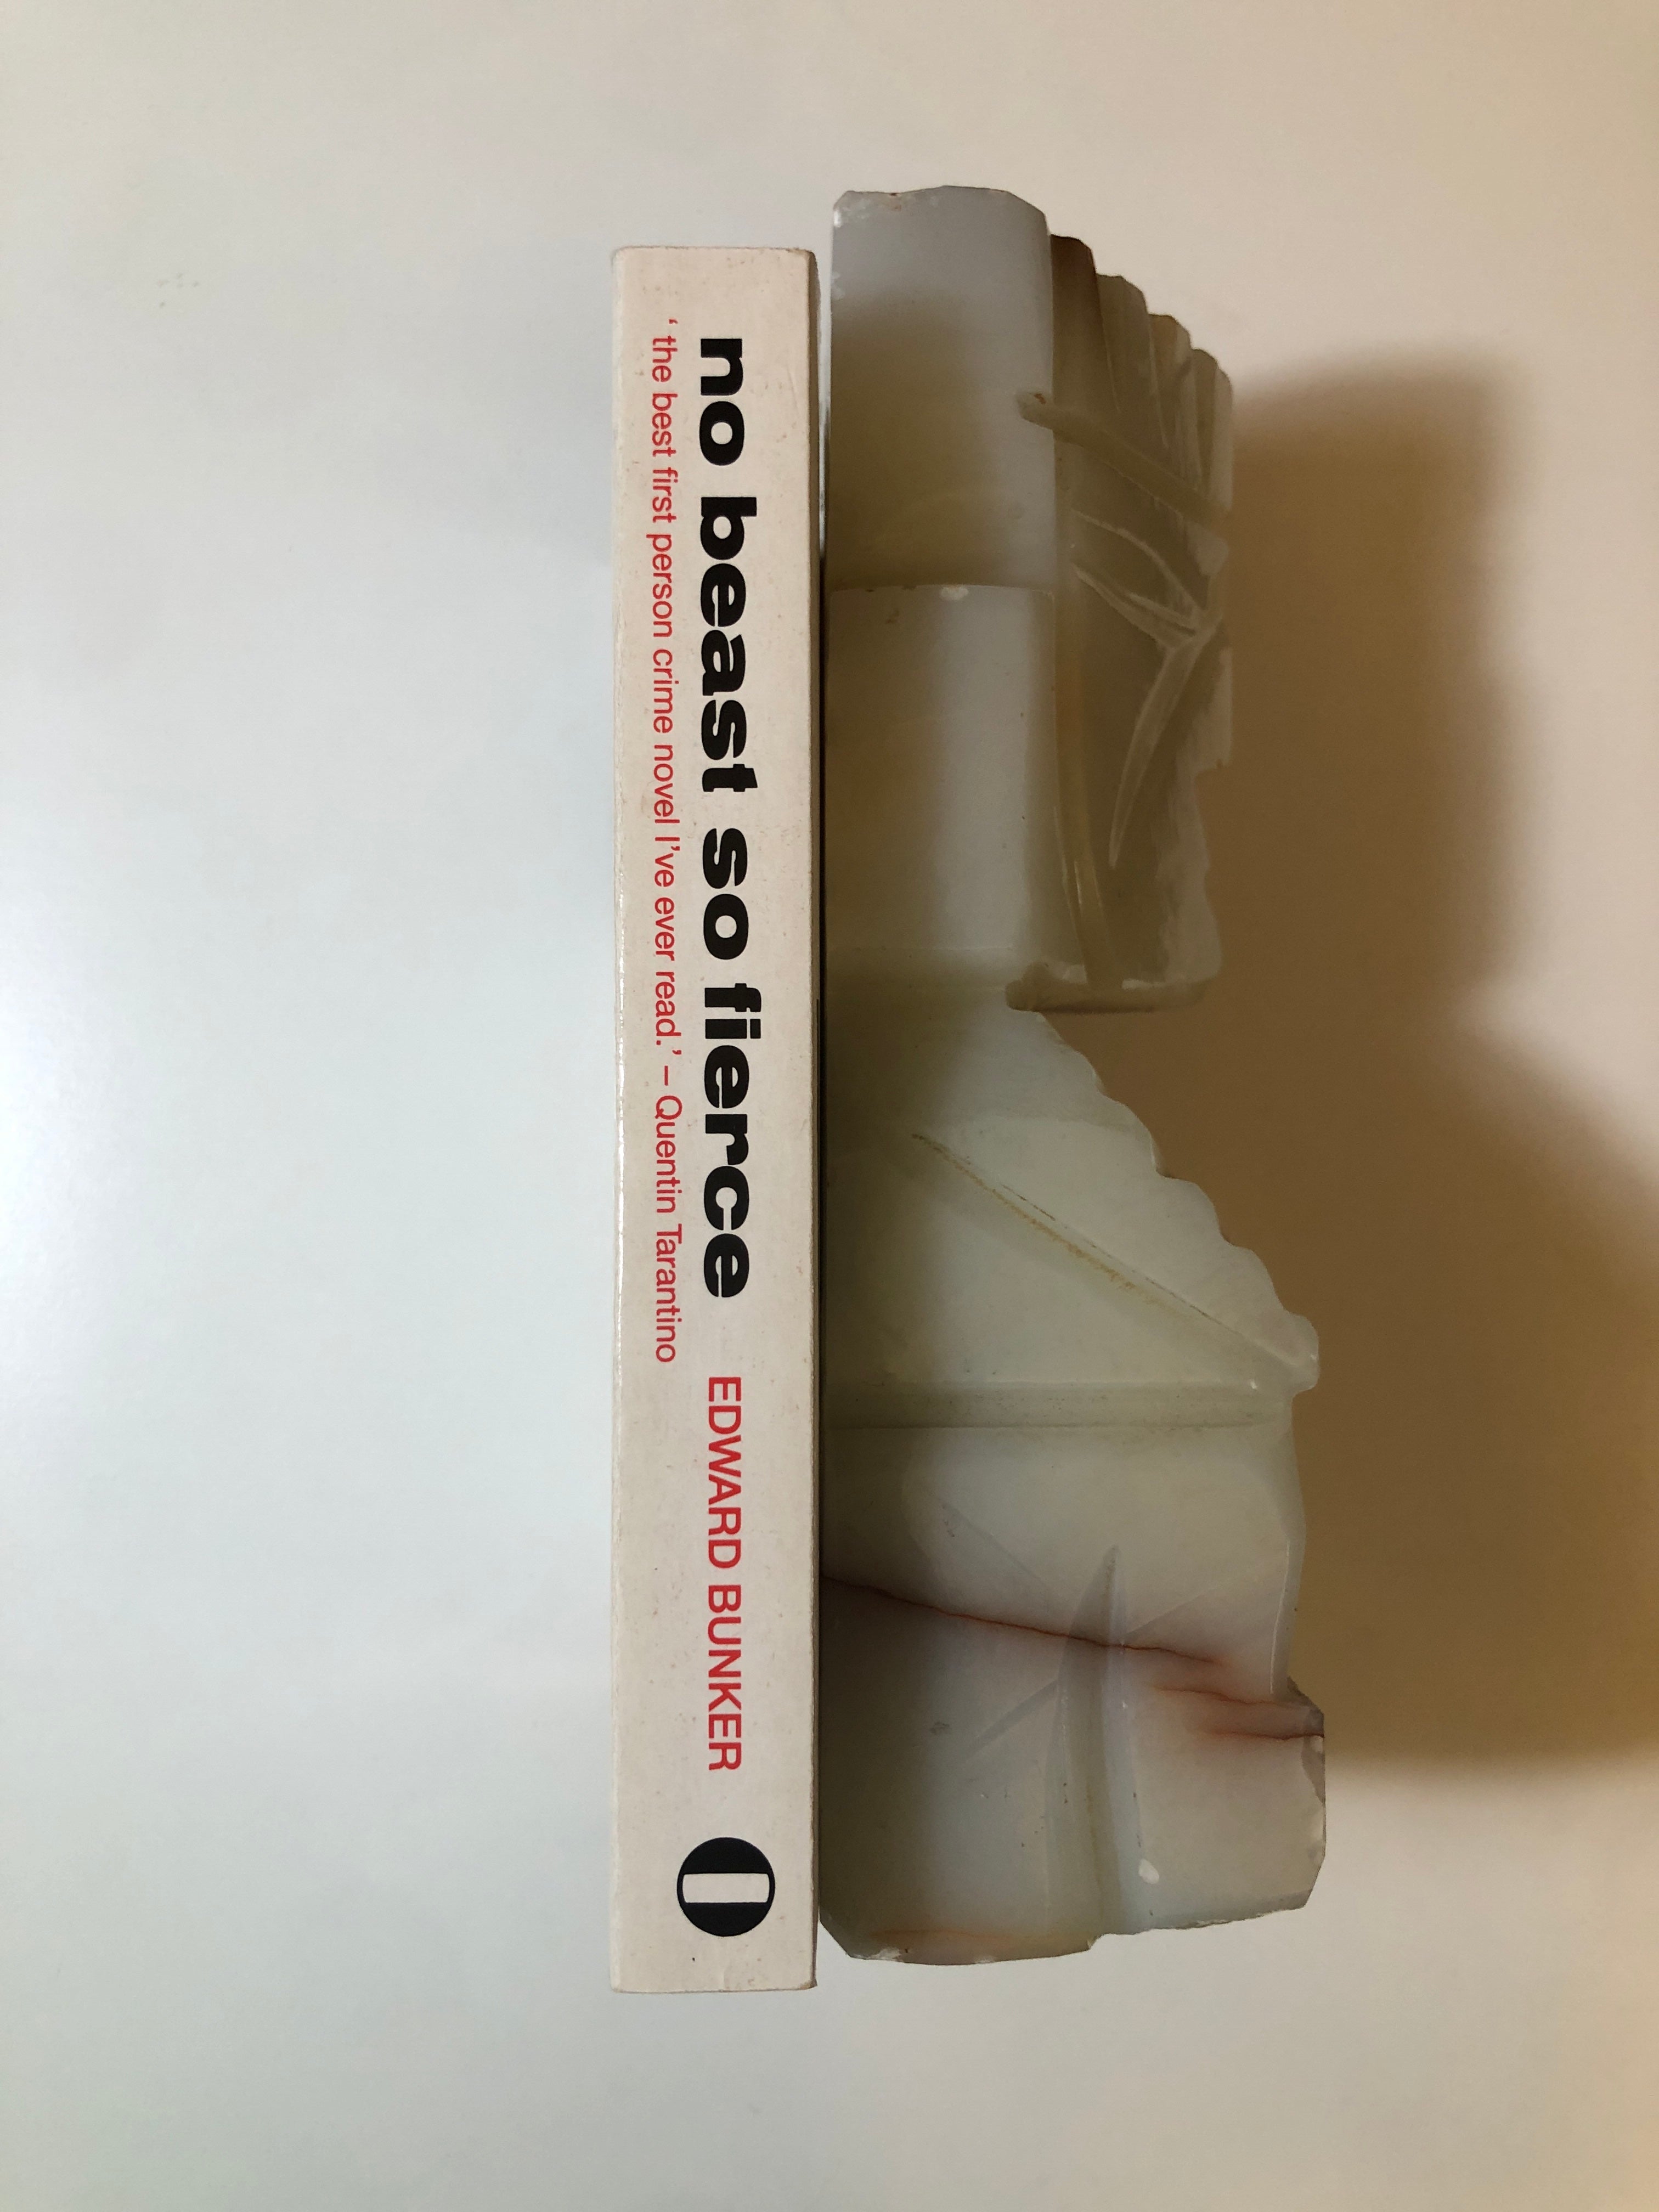 no beast so fierce EDWARD BUNKER
‘ the best first person crime novel I’ve ever read.’ – Quentin Tarantino